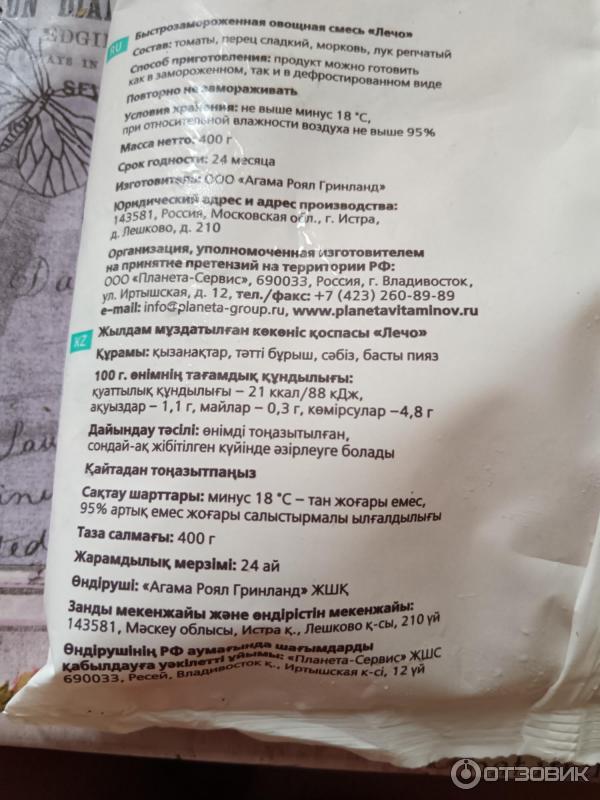 RU
Быстрозамороженная овощная смесь «Лечо»
Состав: томаты, перец сладкий, морковь, лук репчатый
Способ приготовления: продукт можно готовить
как в замороженном, так и в дефростированном виде
Повторно не замораживать
Условия хранения: не выше минус 18 °С,
при относительной влажности воздуха не выше 95%
Масса нетто: 400 г
Срок годности: 24 месяца
Изготовитель: ООО «Агама Роял Гринланд»
Юридический адрес и адрес производства:
143581, Россия, Московская обл., г. Истра,
д. Лешково, д. 210
Организация, уполномоченная изготовителем
на принятие претензий на территории РФ:
ООО «Планета-Сервис», 690033, Россия, г. Владивосток,
ул. Иртышская, д. 12, тел./факс: +7 (423) 260-89-89
e-mail: info@planeta-group.ru, www.planetavitaminov.ru
KZ
Жылдам мұздатылған көкөніс қоспасы «Лечо»
Құрамы: қызанақтар, тәтті бұрыш, сәбіз, басты пияз
100 г. өнімнің тағамдық құндылығы:
қуаттылық құндылығы – 21 ккал/88 кДж,
ақуыздар – 1,1 г, майлар – 0,3 г, көмірсулар –4,8 г
Дайындау тәсілі: өнімді тоңазытылған,
сондай-ақ жібітілген күйінде әзірлеуге болады
Қайтадан тоңазытпаңыз
Сақтау шарттары: минус 18 °С – тан жоғары емес,
95% артық емес жоғары салыстырмалы ылғалдылығы
Таза салмағы: 400 г
Жарамдылық мерзімі: 24 ай
Өндіруші: «Агама Роял Гринланд» ЖШҚ
Заңды мекенжайы және өндірістін мекенжайы:
143581, Мәскеу облысы, Истра қ., Лешково қ-сы, 210 үй
Өндірушінің РФ аумағында шағымдарды
қабылдауға уәкілетті ұйымы: «Планета-Сервис» ЖШС
690033, Ресей, Владивосток қ., Иртышская к-сі, 12 үй
ОТЗОВИК